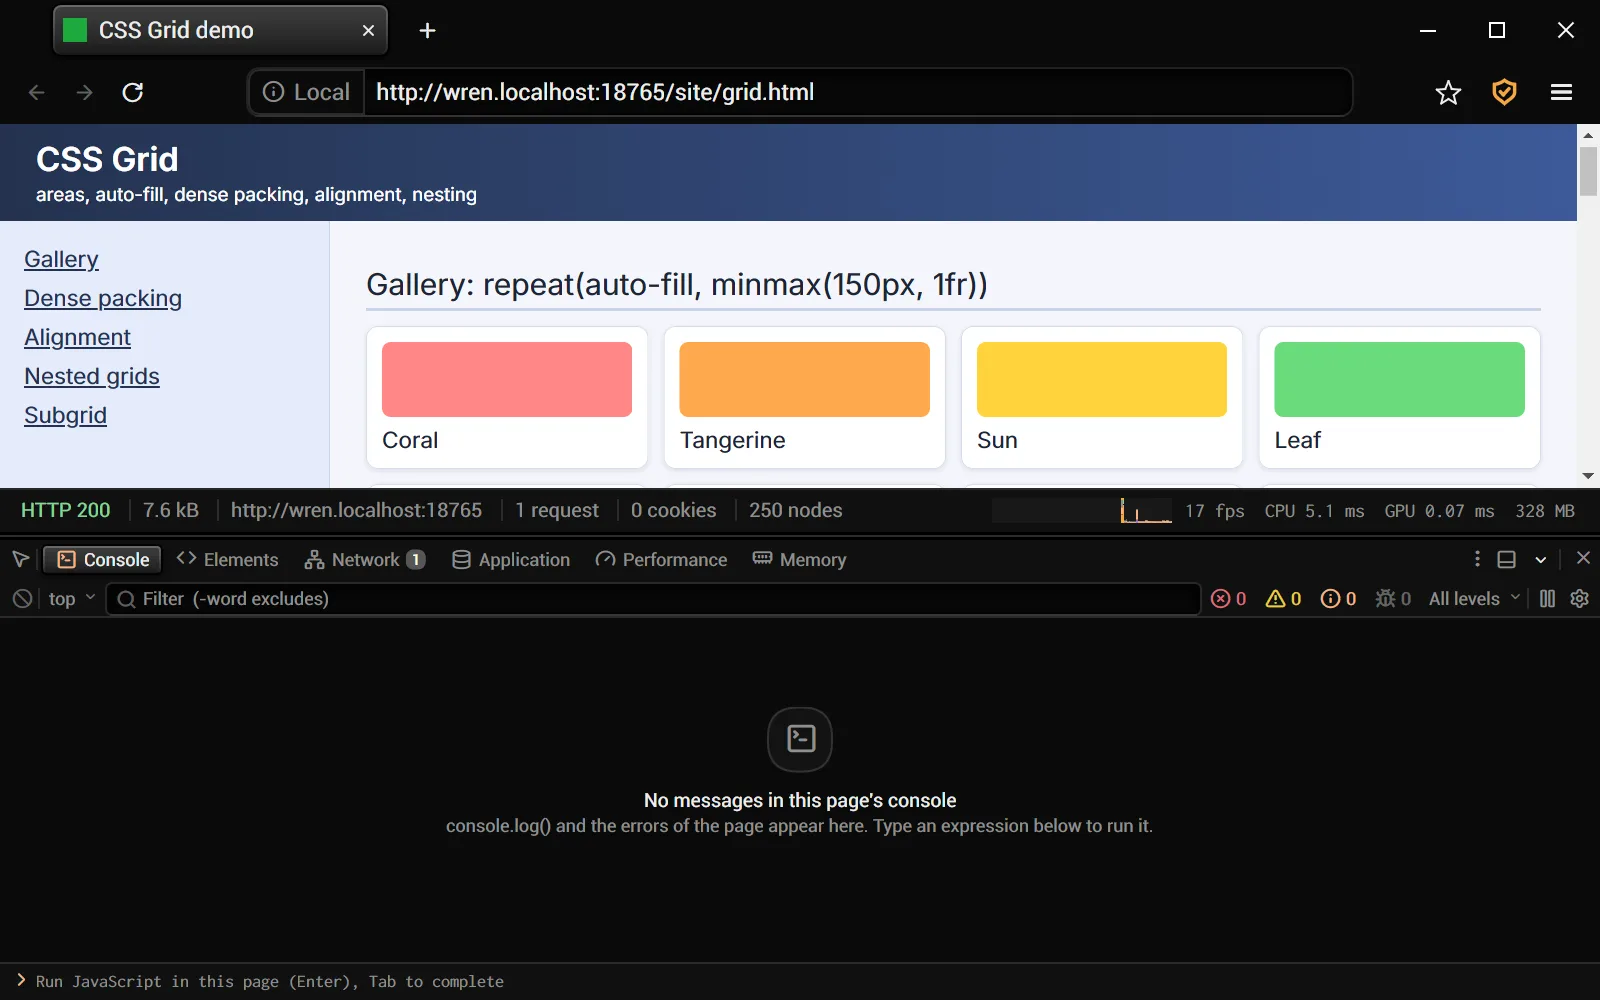 CSS Grid demo
Local
http://wren.localhost:18765/site/grid.html
CSS Grid
areas, auto-fill, dense packing, alignment, nesting
Gallery
Dense packing
Alignment
Nested grids
Subgrid
Gallery: repeat(auto-fill, minmax(150px, 1fr))
Coral
Tangerine
Sun
Leaf
HTTP 200
7.6 kB
http://wren.localhost:18765
1 request
0 cookies
250 nodes
17 fps
CPU 5.1 ms
GPU 0.07 ms
328 MB
Console
Elements
Network 1
Application
Performance
Memory
top
Filter (-word excludes)
0
0
0
0
All levels
No messages in this page's console
console.log() and the errors of the page appear here. Type an expression below to run it.
Run JavaScript in this page (Enter), Tab to complete